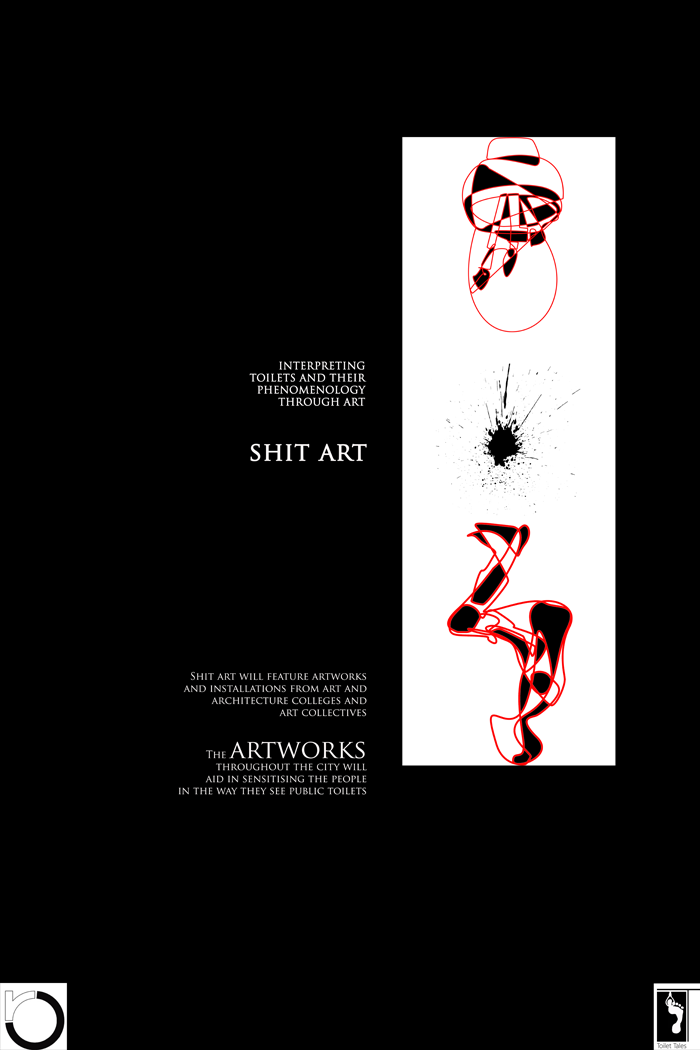 INTERPRETING
TOILETS AND THEIR
PHENOMENOLOGY
THROUGH ART
SHIT ART
SHIT ART WILL FEATURE ARTWORKS
AND INSTALLATIONS FROM ART AND
ARCHITECTURE COLLEGES AND
ART COLLECTIVES
THE ARTWORKS
THROUGHOUT THE CITY WILL
AID IN SENSITISING THE PEOPLE
IN THE WAY THEY SEE PUBLIC TOILETS
Toilet Tales